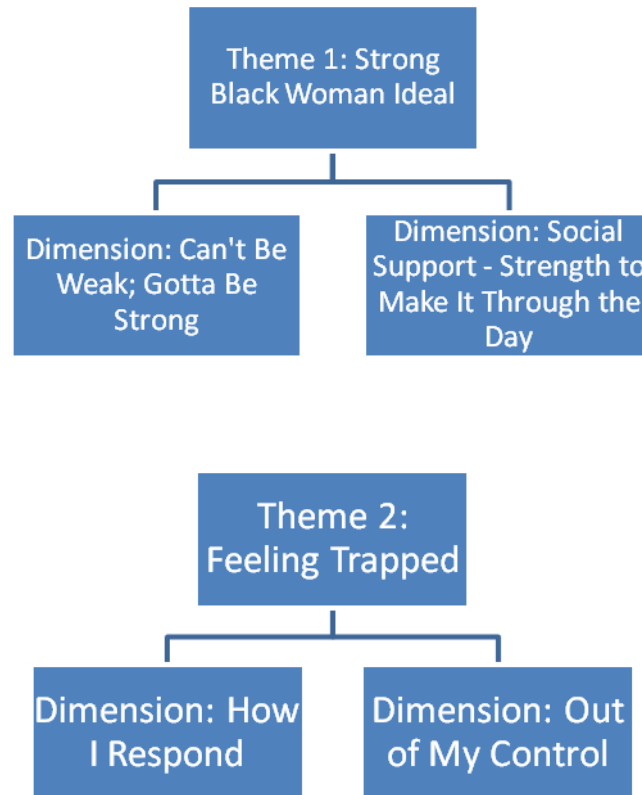 Theme 1: Strong
Black Woman Ideal
Dimension: Can't Be
Weak; Gotta Be
Strong
Dimension: Social
Support - Strength to
Make It Through the
Day
Theme 2:
Feeling Trapped
Dimension: How
I Respond
Dimension: Out
of My Control